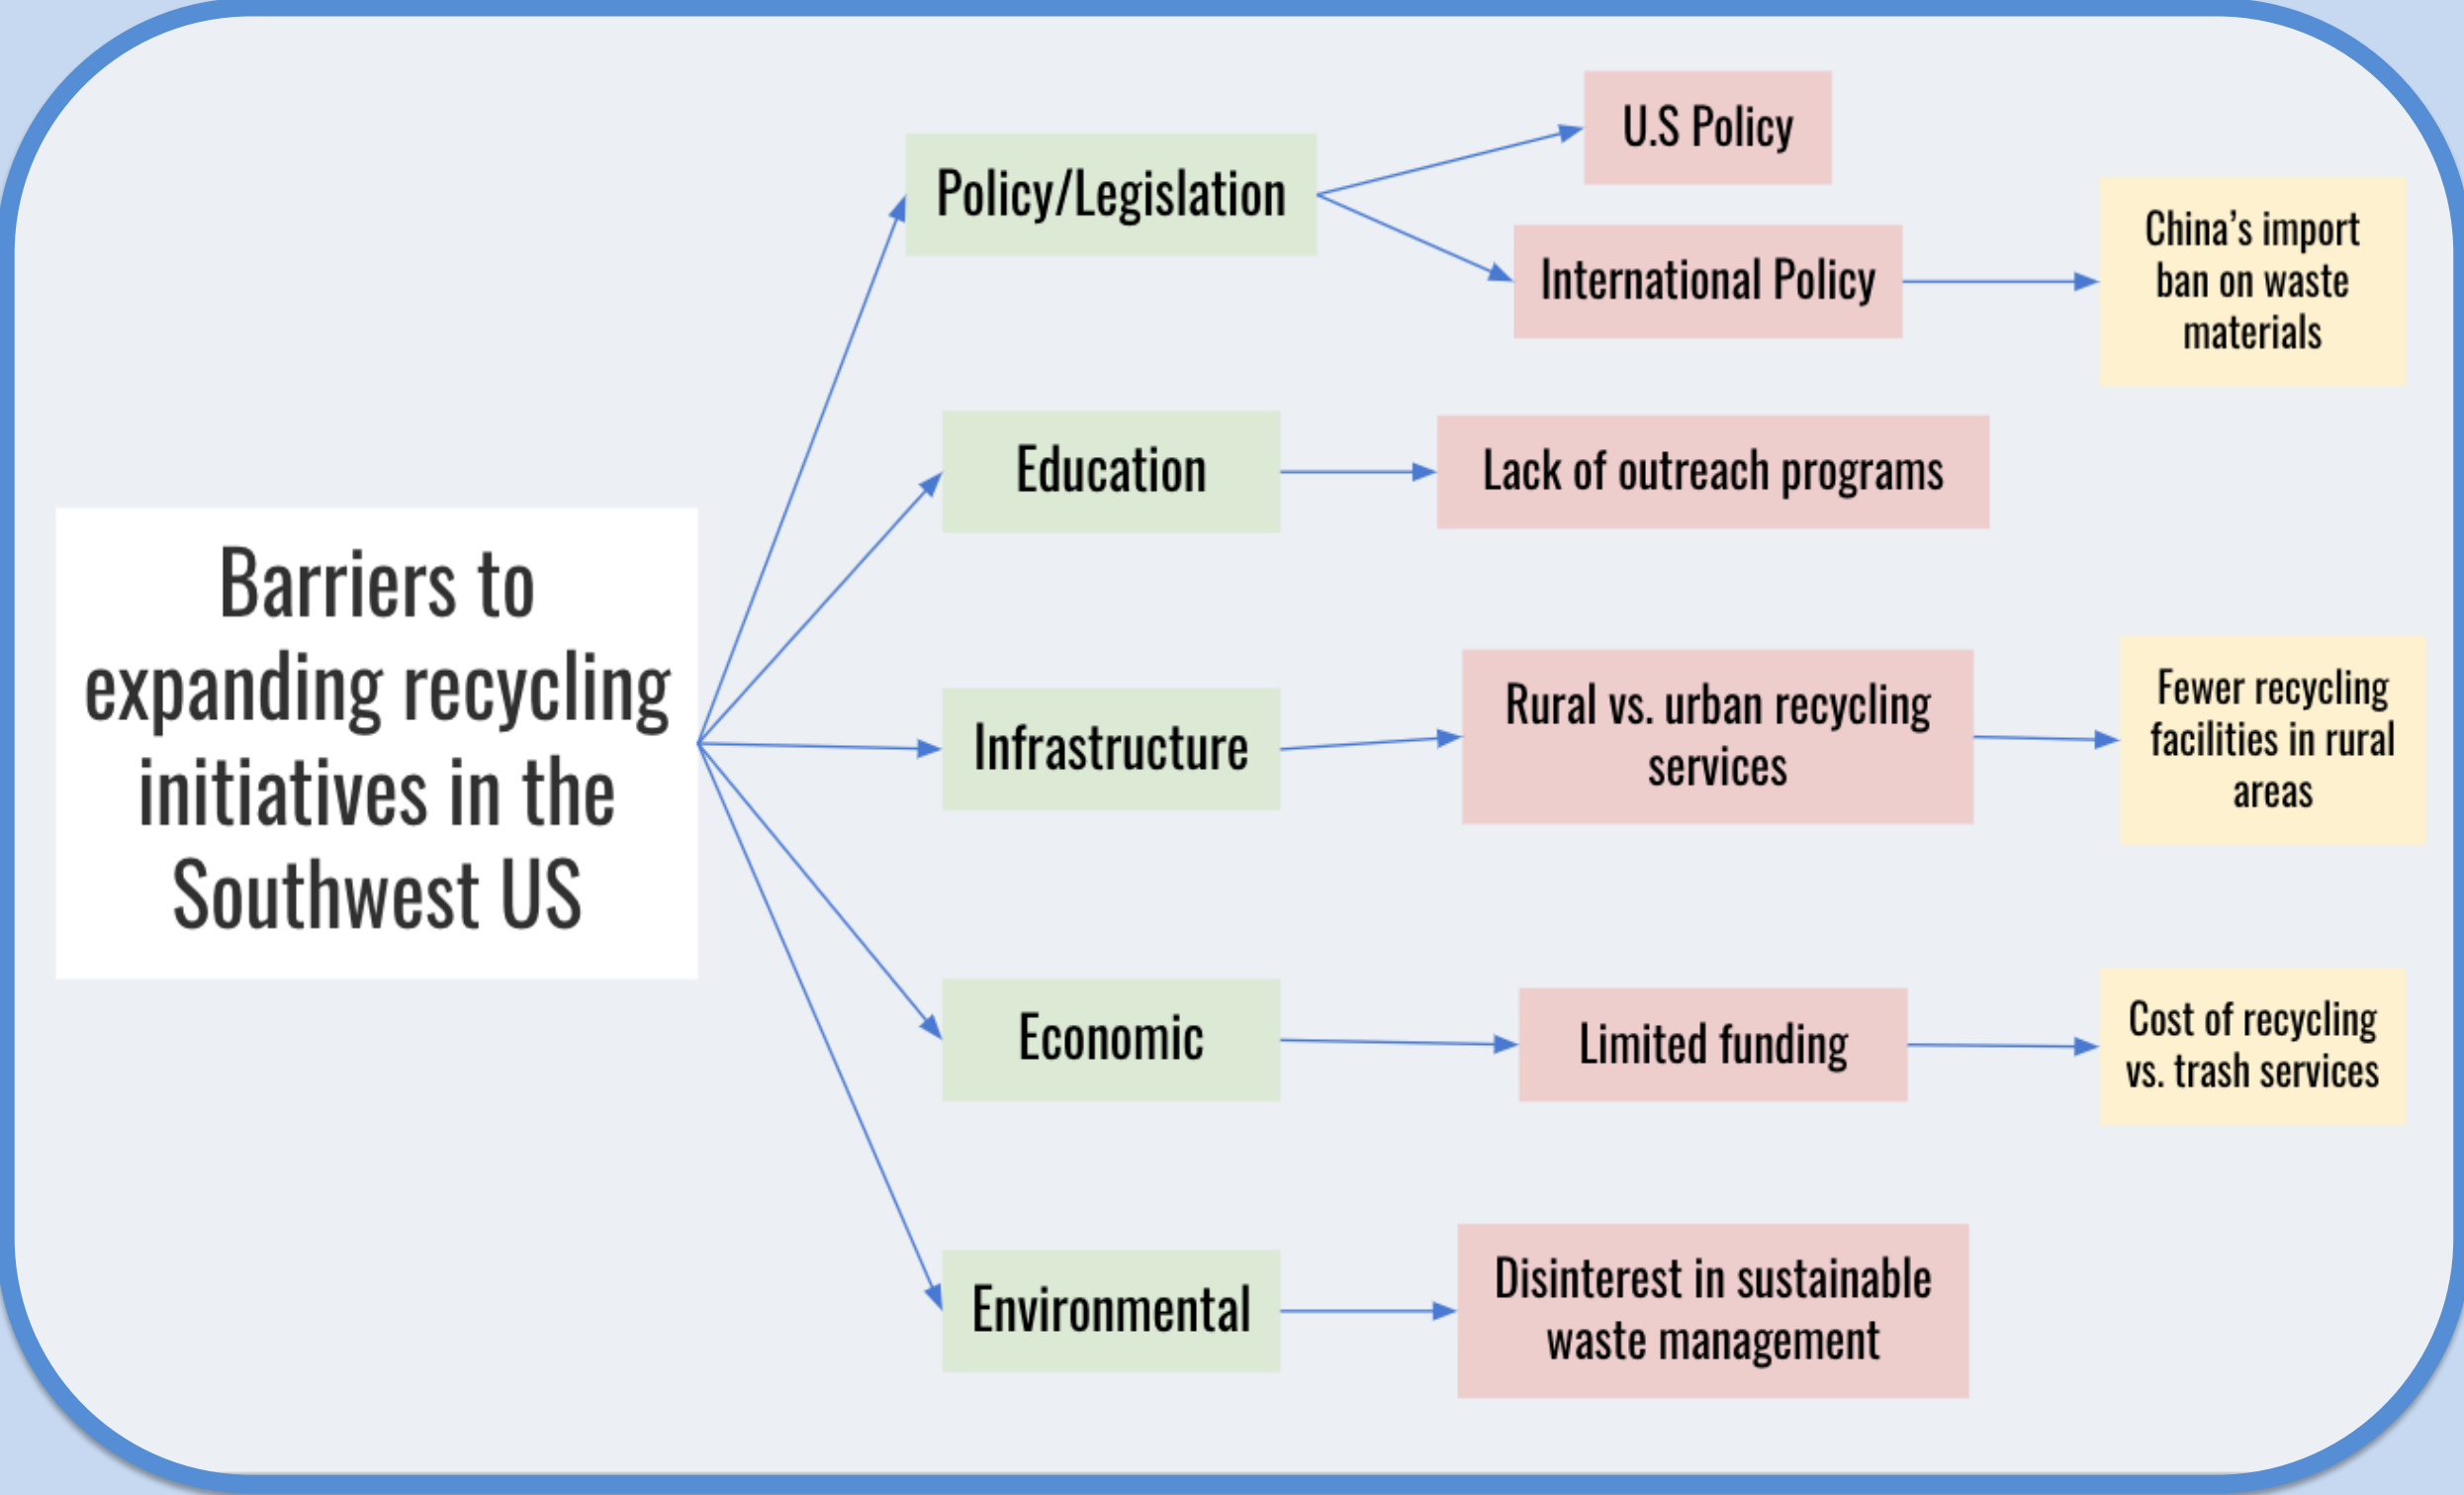 Barriers to
expanding recycling
initiatives in the
Southwest US
Policy/Legislation
U.S Policy
International Policy
China’s import
ban on waste
materials
Education
Lack of outreach programs
Infrastructure
Rural vs. urban recycling
services
Fewer recycling
facilities in rural
areas
Economic
Limited funding
Cost of recycling
vs. trash services
Environmental
Disinterest in sustainable
waste management